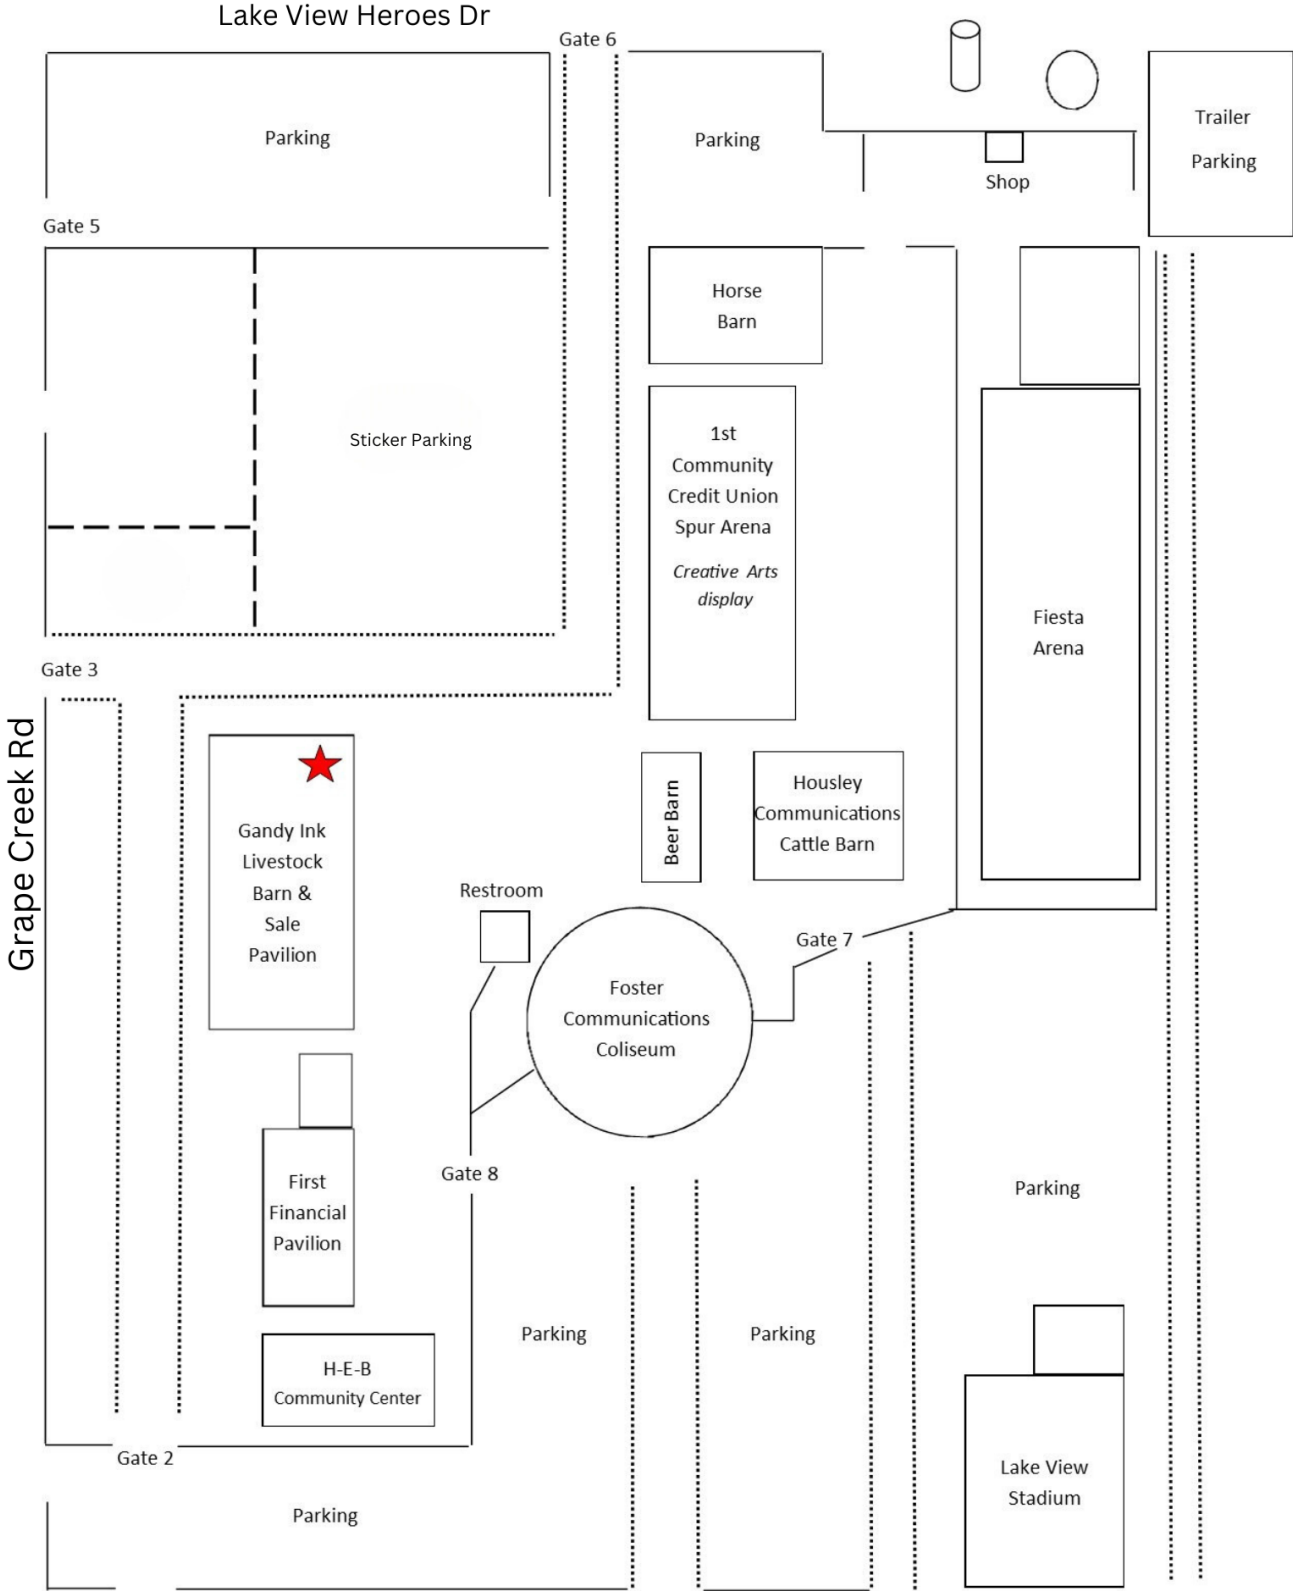 Lake View Heroes Dr
Gate 6
Parking
Parking
Trailer
Parking
Shop
Gate 5
Horse
Barn
Sticker Parking
1st
Community
Credit Union
Spur Arena
Creative Arts
display
Fiesta
Arena
Gate 3
Grape Creek Rd
Gandy Ink
Livestock
Barn &
Sale
Pavilion
Beer Barn
Housley
Communications
Cattle Barn
Restroom
Gate 7
Foster
Communications
Coliseum
Gate 8
First
Financial
Pavilion
Parking
Parking
Parking
H-E-B
Community Center
Gate 2
Lake View
Stadium
Parking